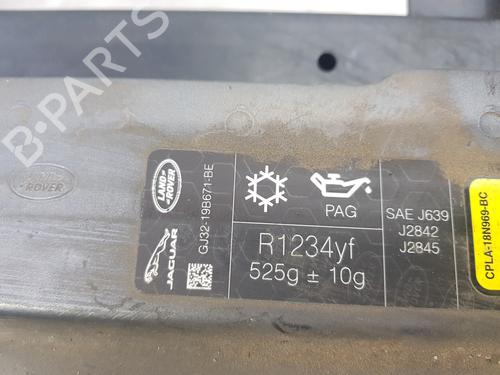 B-PARTS
LAND ROVER
LAND ROVER
JAGUAR
GJ32-19B671-BE
PAG
R1234yf
525g ± 10g
SAE J639
J2842
J2845
CPLA-18N969-BC